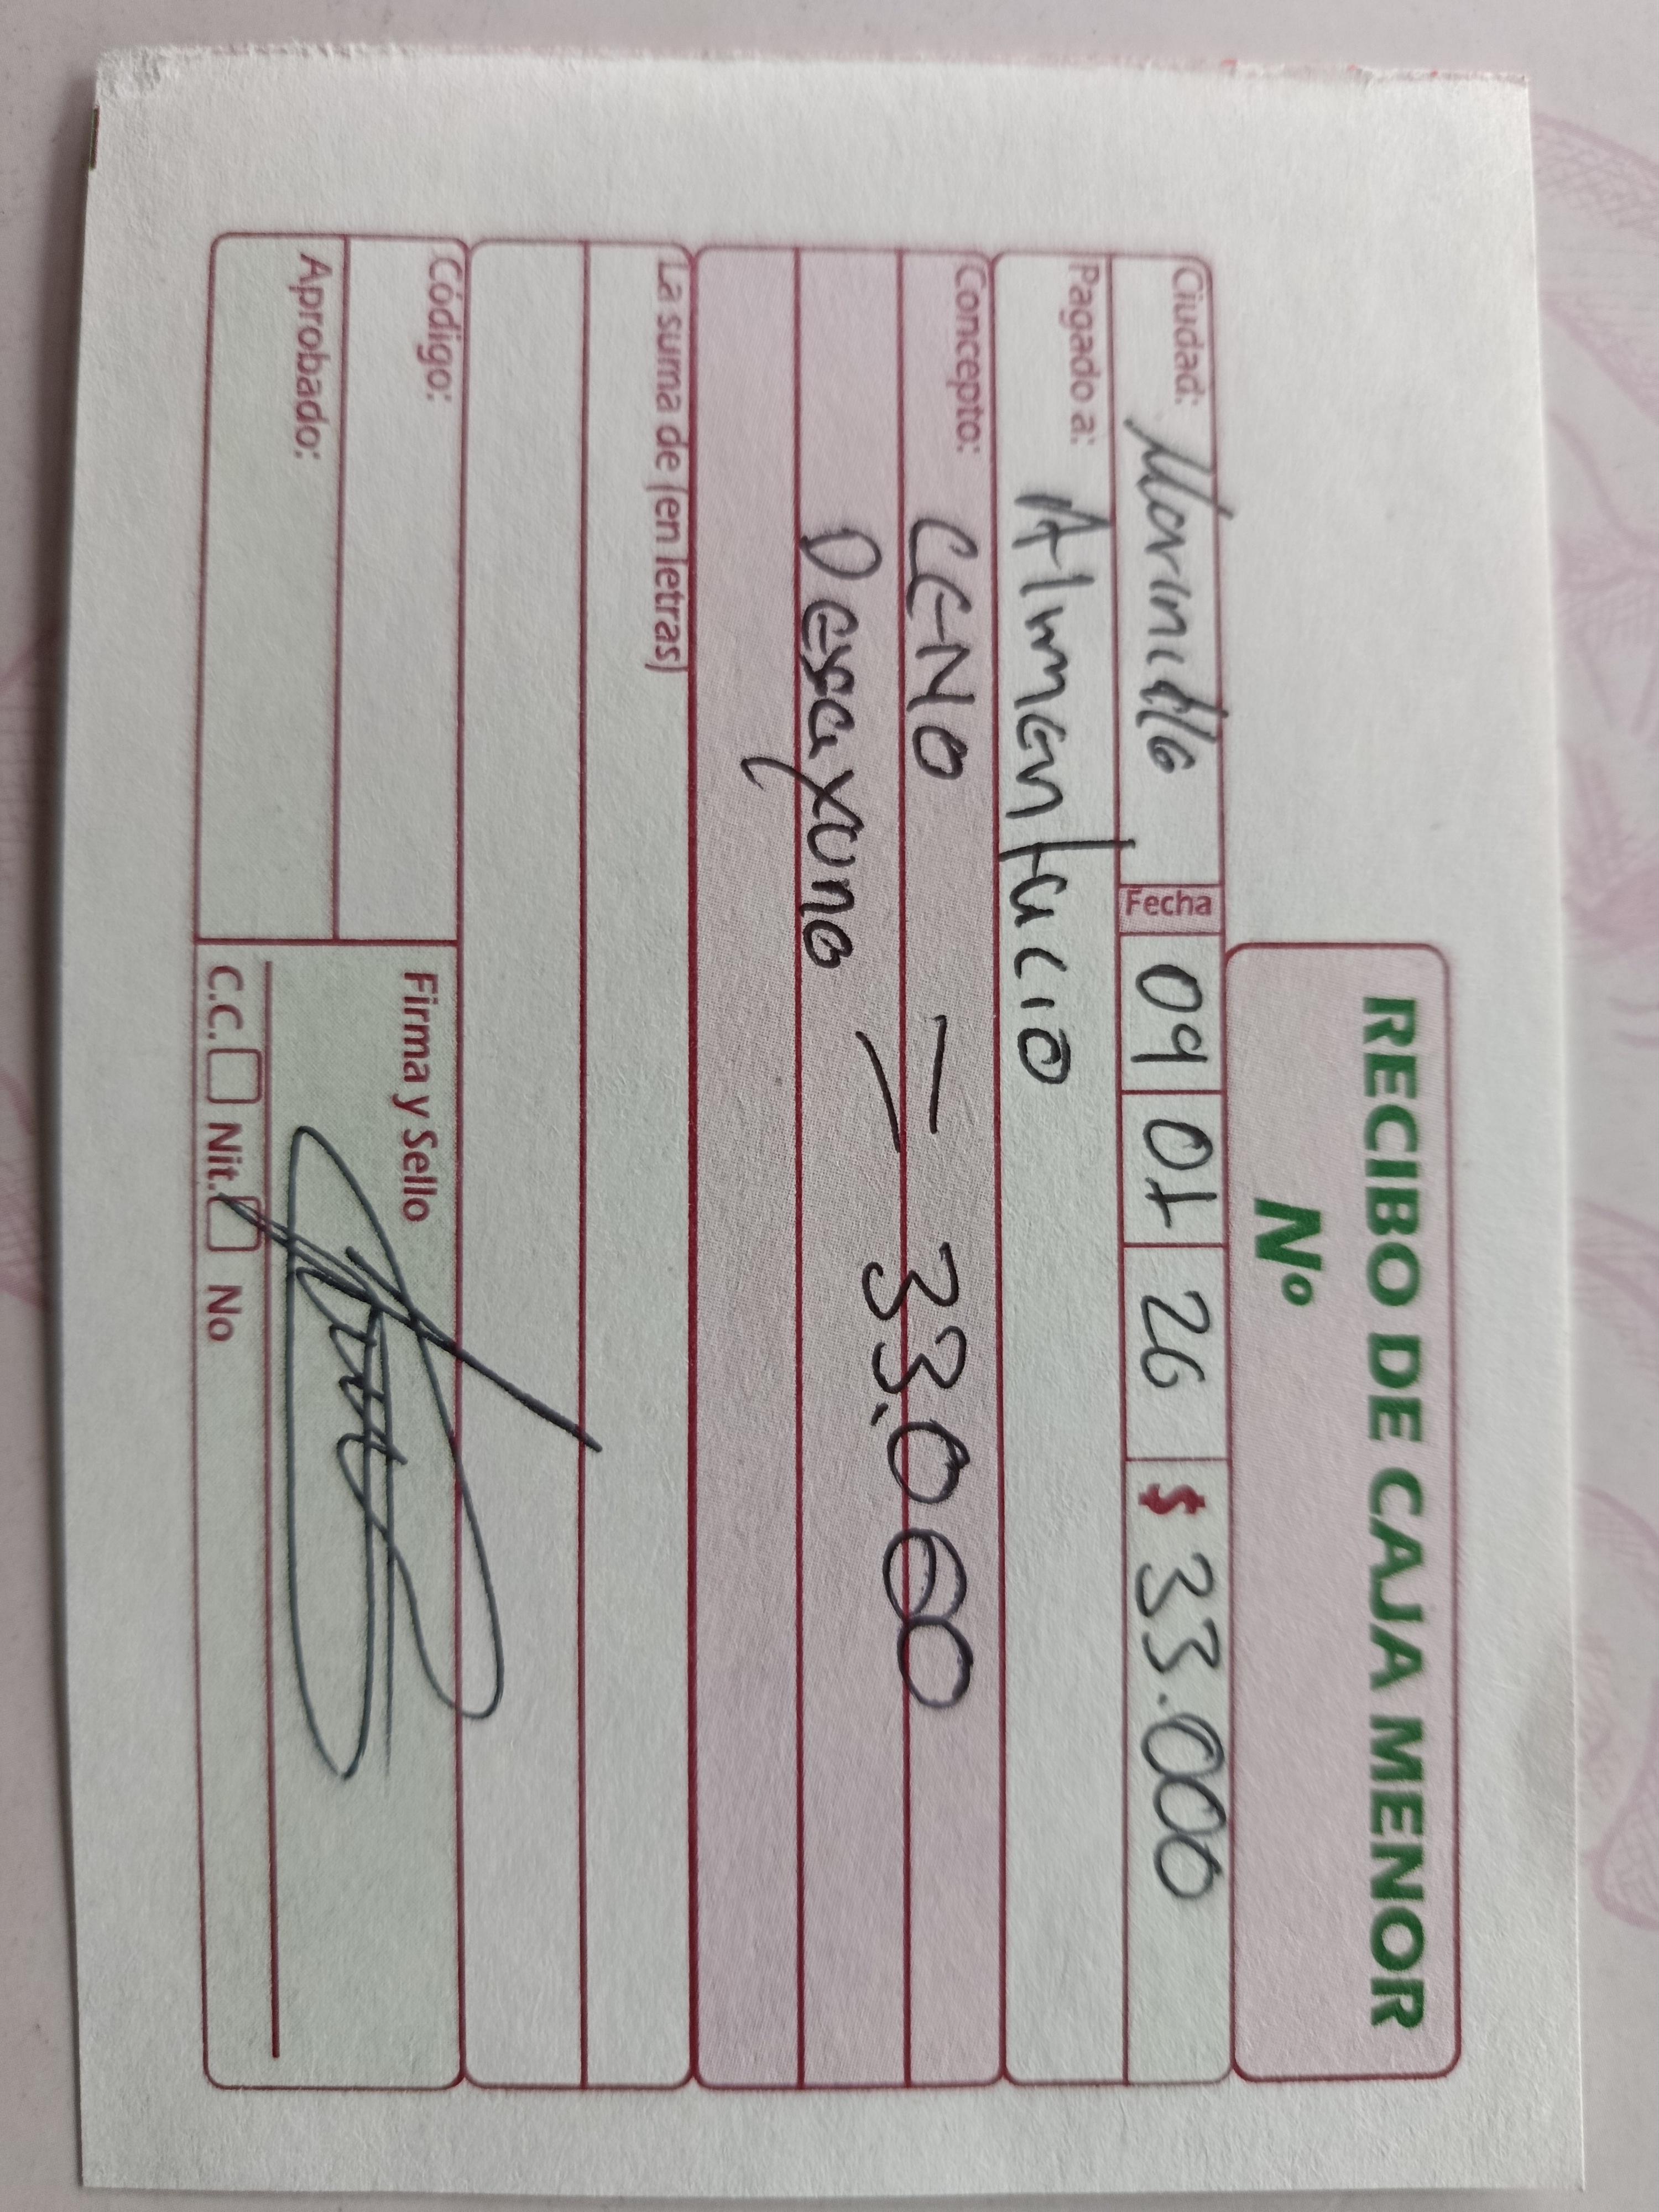 RECIBO DE CAJA MENOR
Nº
Ciudad: Marinilla Fecha 09 01 26 $ 33.000
Pagado a: Alimentacio
Concepto: CENA
Desayuno = 33.000
La suma de (en letras)
Código:
Aprobado:
Firma y Sello
C.C. Nit. No